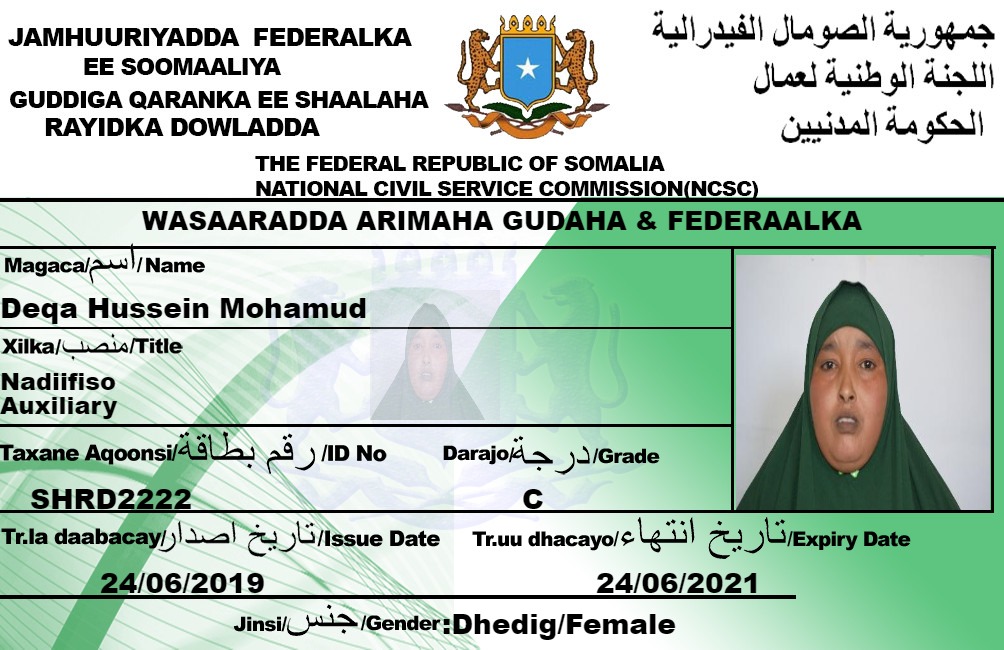 JAMHUURIYADDA FEDERALKA
EE SOOMAALIYA
GUDDIGA QARANKA EE SHAALAHA
RAYIDKA DOWLADDA
جمهورية الصومال الفيدرالية
اللجنة الوطنية لعمال
الحكومة المدنيين
THE FEDERAL REPUBLIC OF SOMALIA
NATIONAL CIVIL SERVICE COMMISSION(NCSC)
WASAARADDA ARIMAHA GUDAHA & FEDERAALKA
Magaca/اسم/Name
Deqa Hussein Mohamud
Xilka/منصب/Title
Nadiifiso
Auxiliary
Taxane Aqoonsi/رقم بطاقة/ID No
Darajo/درجة/Grade
SHRD2222
C
Tr.la daabacay/تاريخ اصدار/Issue Date
Tr.uu dhacayo/تاريخ انتهاء/Expiry Date
24/06/2019
24/06/2021
Jinsi/جنس/Gender:Dhedig/Female